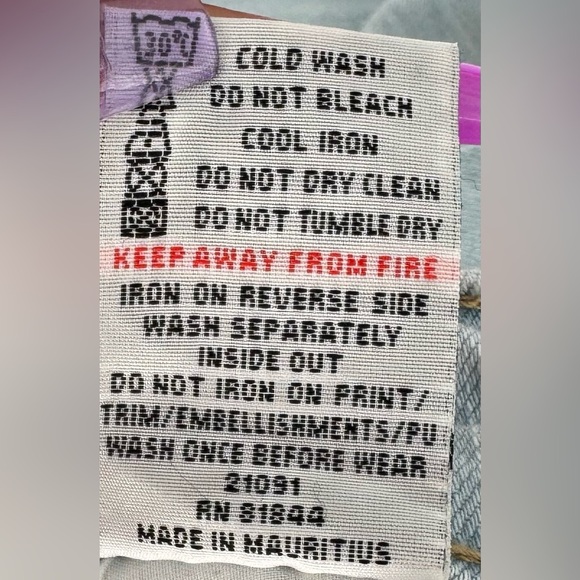 30°C
COLD WASH
DO NOT BLEACH
COOL IRON
DO NOT DRY CLEAN
DO NOT TUMBLE DRY
KEEP AWAY FROM FIRE
IRON ON REVERSE SIDE
WASH SEPARATELY
INSIDE OUT
DO NOT IRON ON PRINT/
TRIM/EMBELLISHMENTS/PU
WASH ONCE BEFORE WEAR
21091
RN 81844
MADE IN MAURITIUS